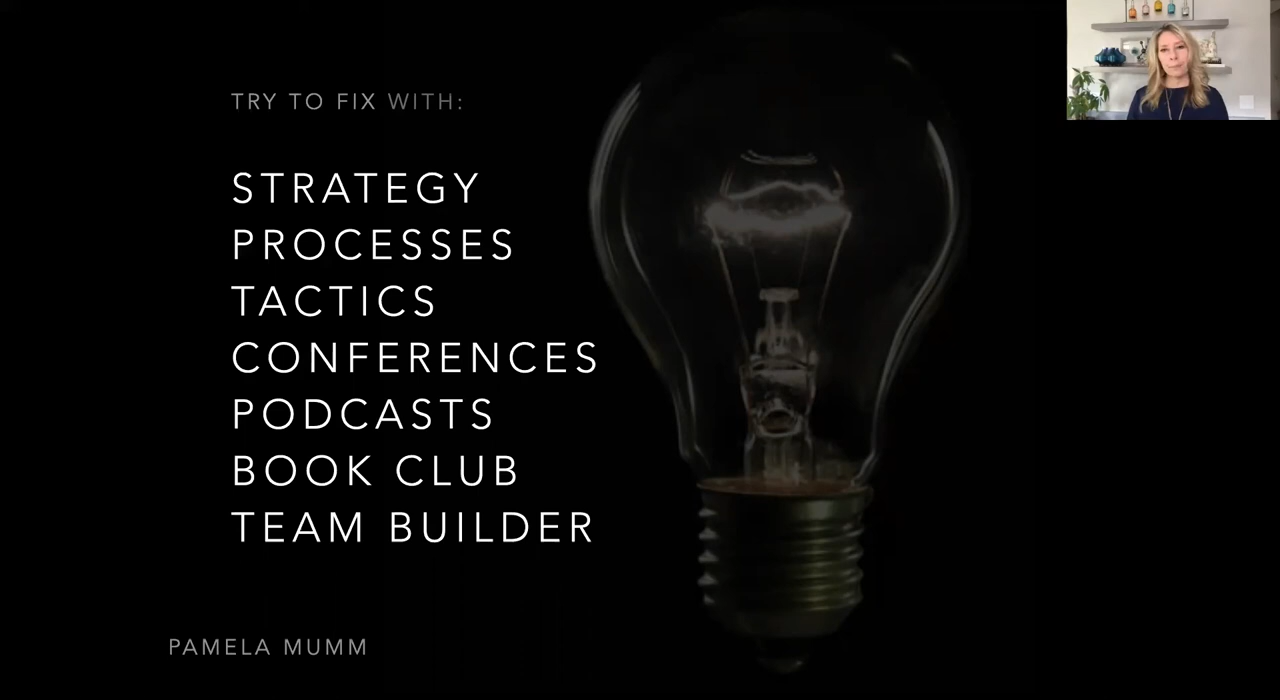 TRY TO FIX WITH:
STRATEGY
PROCESSES
TACTICS
CONFERENCES
PODCASTS
BOOK CLUB
TEAM BUILDER
PAMELA MUMM